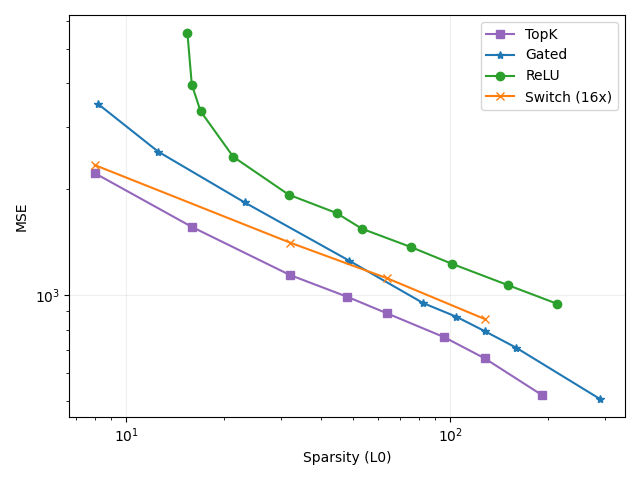 TopK
Gated
ReLU
Switch (16x)
MSE
10³
10¹
10²
Sparsity (L0)